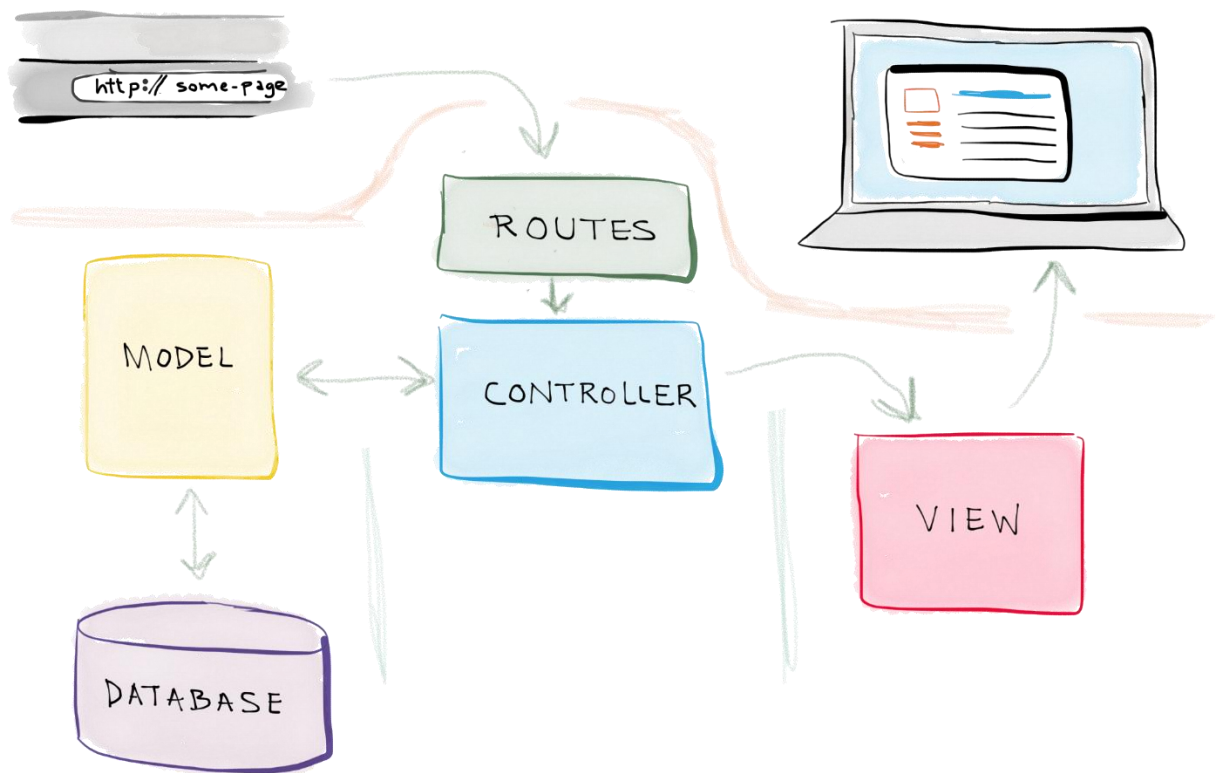 http:// some-page
ROUTES
MODEL
CONTROLLER
VIEW
DATABASE